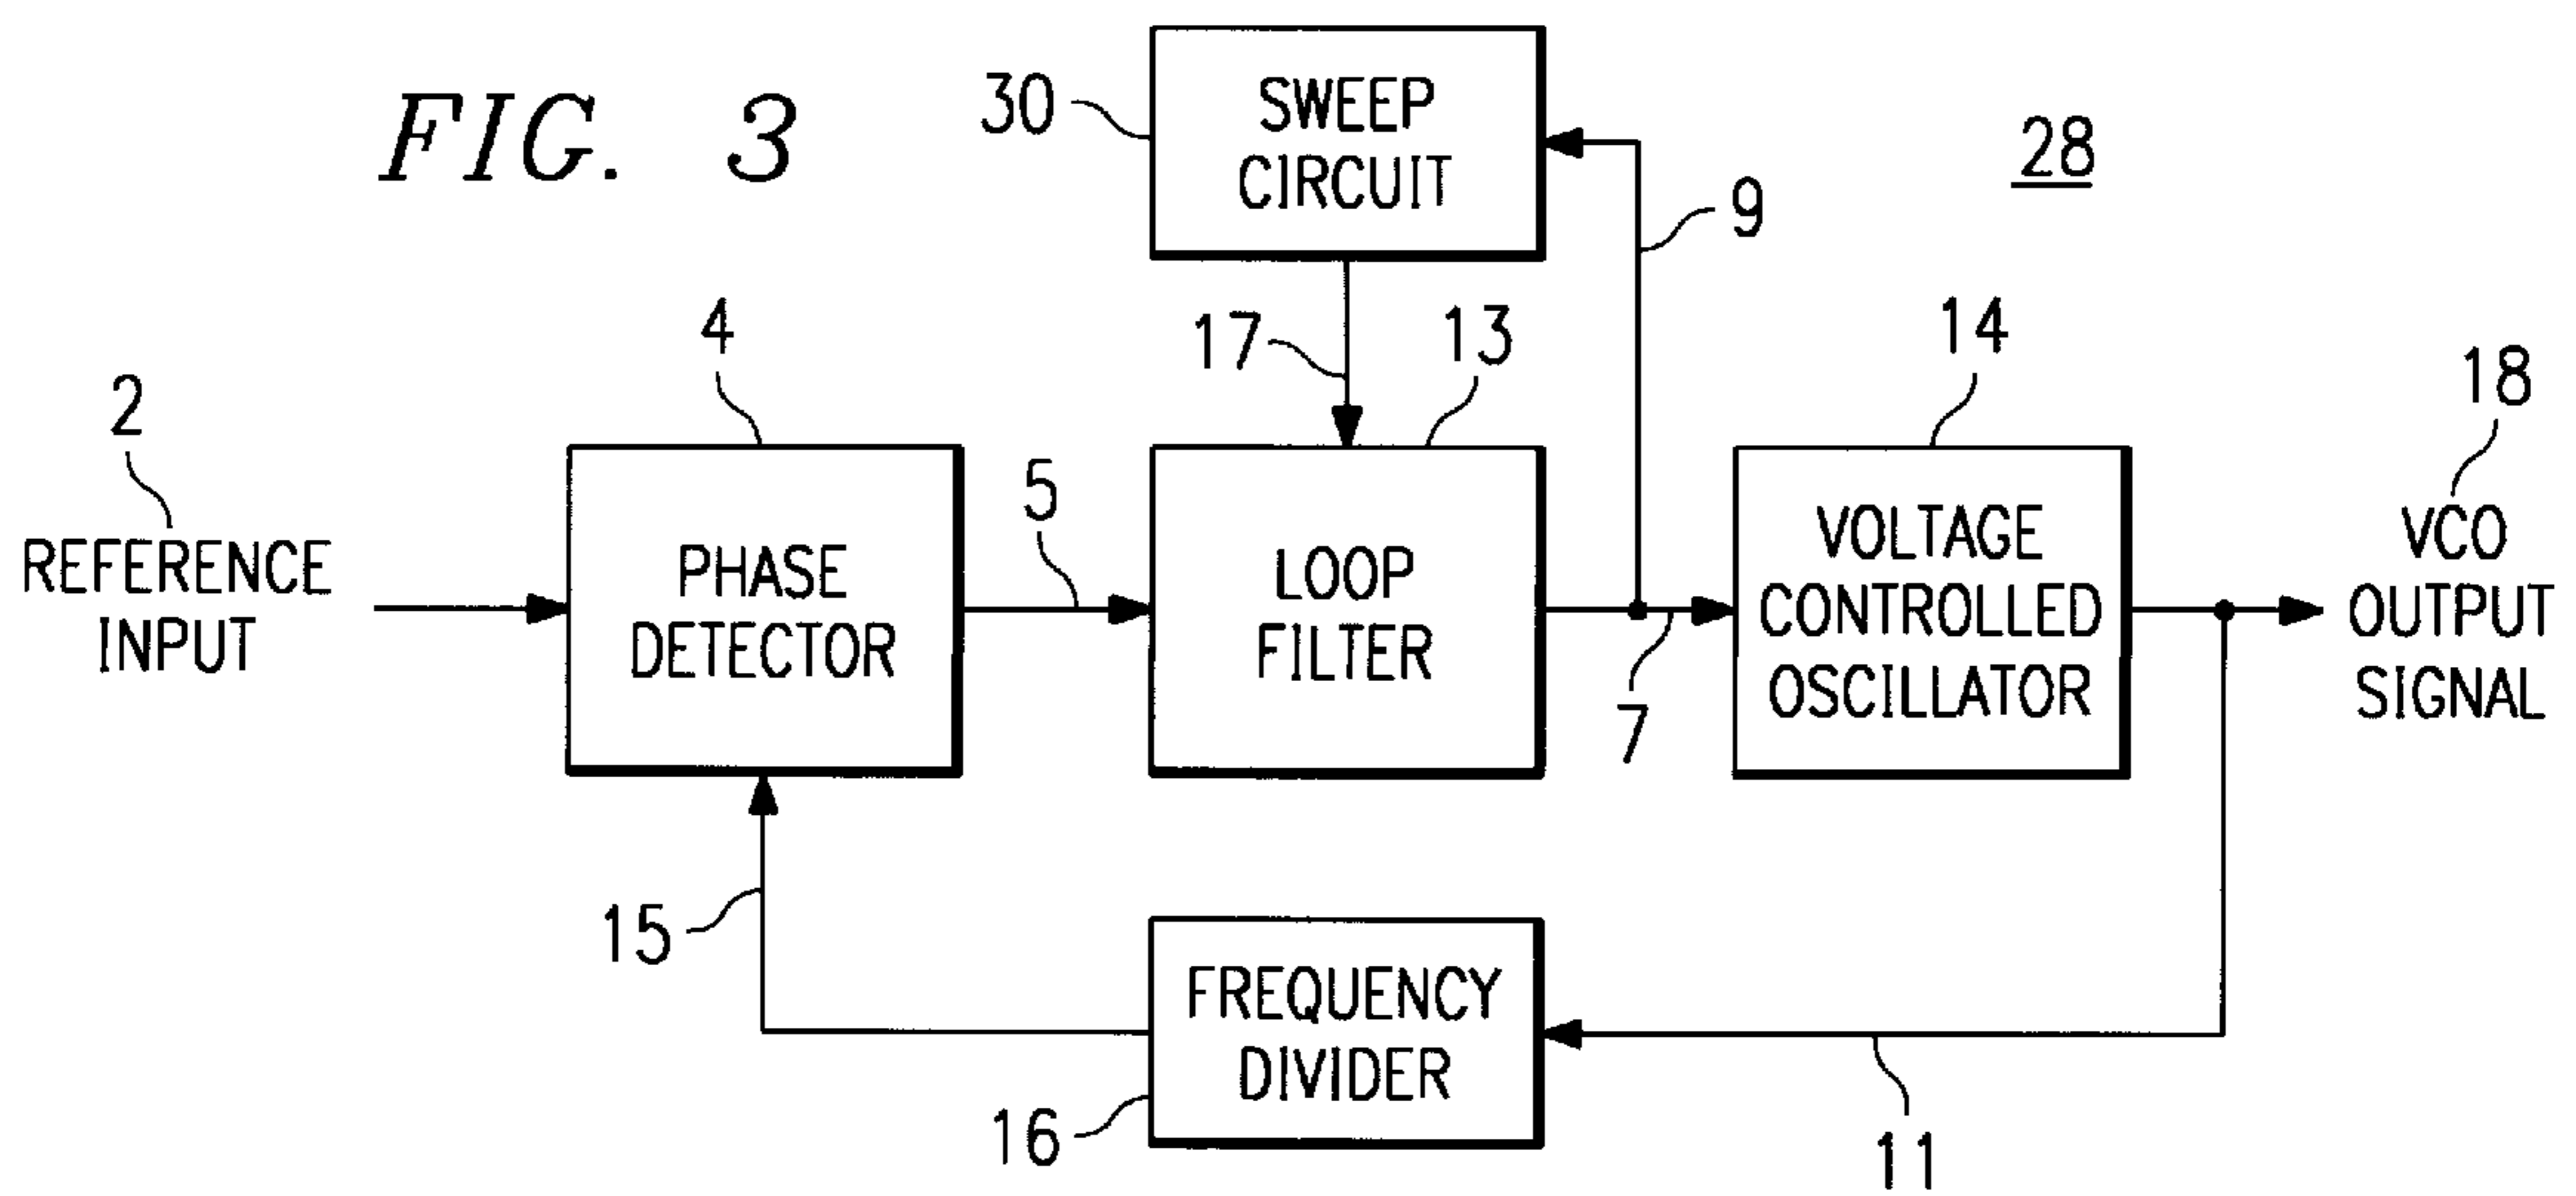 FIG. 3
30
SWEEP
CIRCUIT
28
9
17
13
4
14
18
2
5
REFERENCE
INPUT
PHASE
DETECTOR
LOOP
FILTER
VOLTAGE
CONTROLLED
OSCILLATOR
VCO
OUTPUT
SIGNAL
7
15
FREQUENCY
DIVIDER
16
11